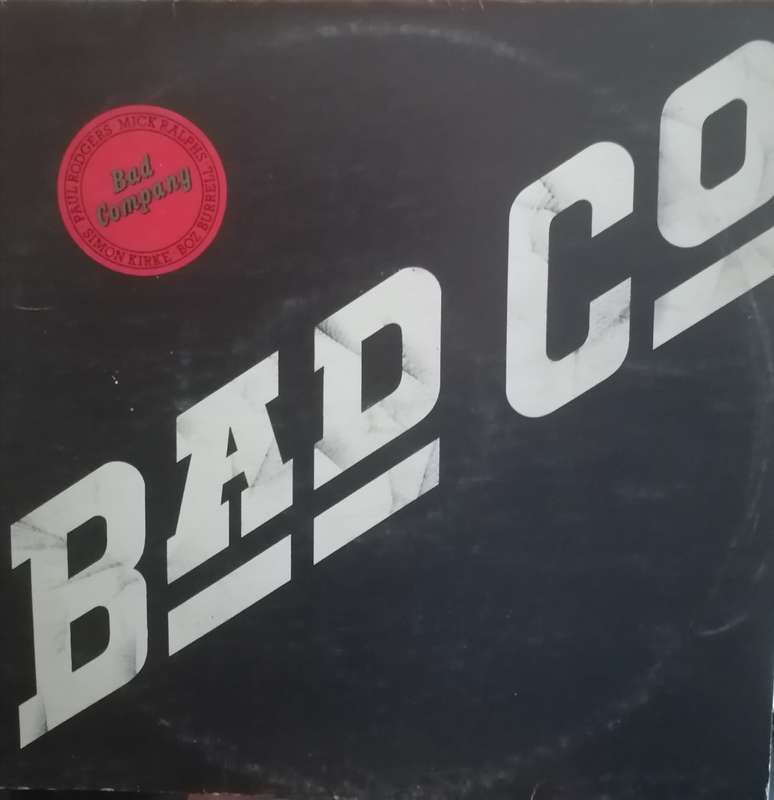 PAUL RODGERS MICK RALPHS BOZ BURRELL SIMON KIRKE
Bad
Company
BAD CO